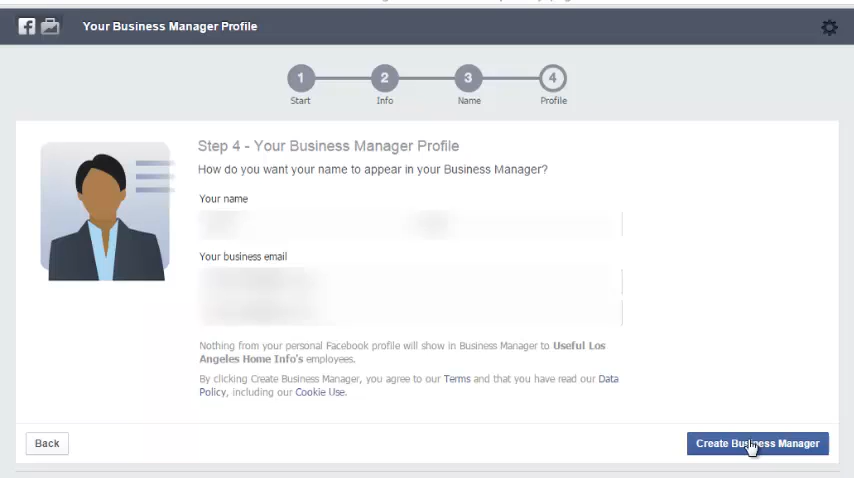 Your Business Manager Profile
1 2 3 4
Start Info Name Profile
Step 4 - Your Business Manager Profile
How do you want your name to appear in your Business Manager?
Your name
Your business email
Nothing from your personal Facebook profile will show in Business Manager to Useful Los
Angeles Home Info's employees.
By clicking Create Business Manager, you agree to our Terms and that you have read our Data
Policy, including our Cookie Use.
Back
Create Business Manager